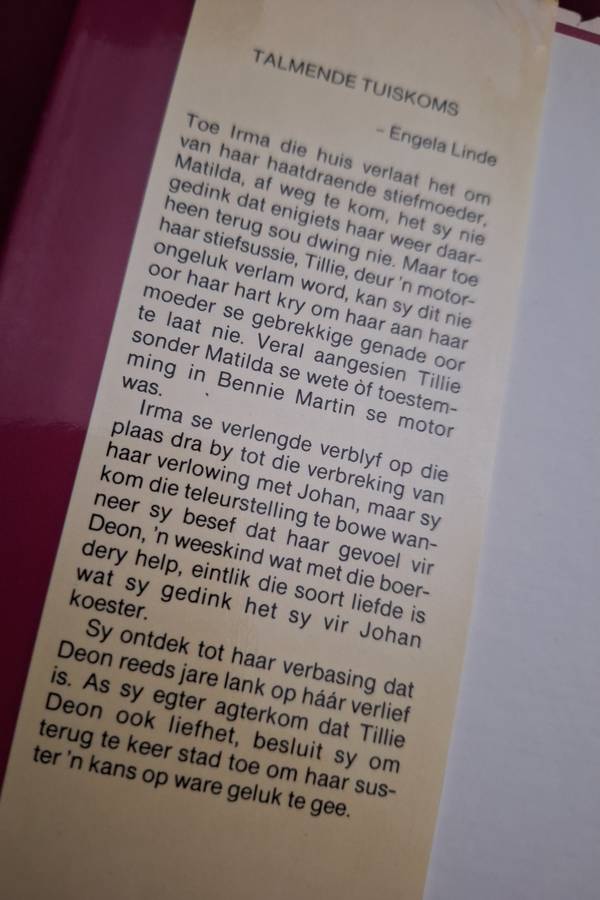 TALMENDE TUISKOMS
– Engela Linde
Toe Irma die huis verlaat het om
van haar haatdraende stiefmoeder,
Matilda, af weg te kom, het sy nie
gedink dat enigiets haar weer daar-
heen terug sou dwing nie. Maar toe
haar stiefsussie, Tillie, deur 'n motor-
ongeluk verlam word, kan sy dit nie
oor haar hart kry om haar aan haar
moeder se gebrekkige genade oor
te laat nie. Veral aangesien Tillie
sonder Matilda se wete òf toestem-
ming in Bennie Martin se motor
was.
Irma se verlengde verblyf op die
plaas dra by tot die verbreking van
haar verlowing met Johan, maar sy
kom die teleurstelling te bowe wan-
neer sy besef dat haar gevoel vir
Deon, 'n weeskind wat met die boer-
dery help, eintlik die soort liefde is
wat sy gedink het sy vir Johan
koester.
Sy ontdek tot haar verbasing dat
Deon reeds jare lank op háár verlief
is. As sy egter agterkom dat Tillie
Deon ook liefhet, besluit sy om
terug te keer stad toe om haar sus-
ter 'n kans op ware geluk te gee.